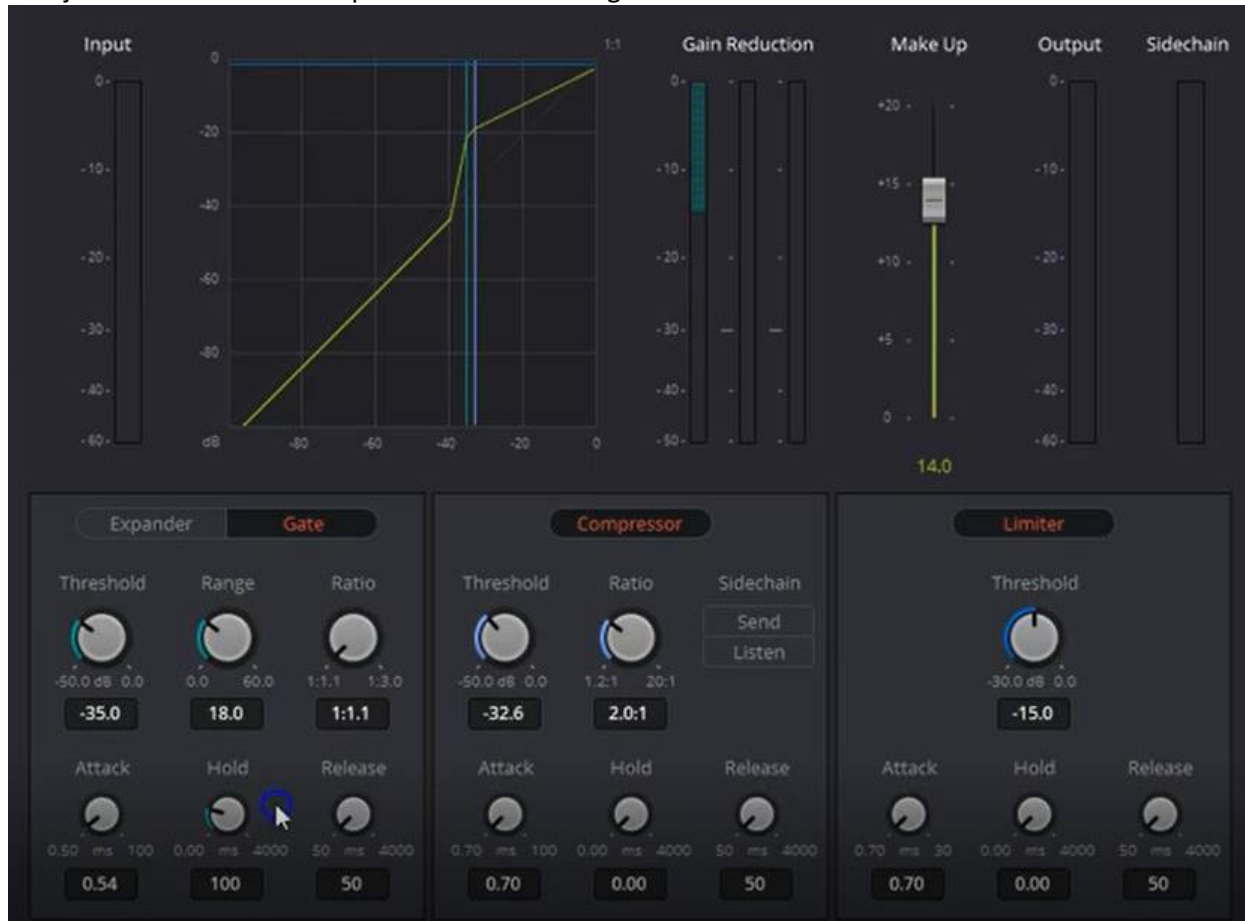 Input
1:1
Gain Reduction
Make Up
Output
Sidechain
0
-10
-20
-30
-40
-60
0
-20
-40
-60
-80
dB
-80
-60
-40
-20
0
0
-10
-20
-30
-40
-50
+20
+15
+10
+5
0
14.0
0
-10
-20
-30
-40
-60
Expander Gate
Compressor
Limiter
Threshold Range Ratio
Threshold Ratio Sidechain
Threshold
Send
Listen
-50.0 dB 0.0 0.0 60.0 1:1.1 1:3.0
-50.0 dB 0.0 1.2:1 20:1
-30.0 dB 0.0
-35.0 18.0 1:1.1
-32.6 2.0:1
-15.0
Attack Hold Release
Attack Hold Release
Attack Hold Release
0.50 ms 100 0.00 ms 4000 50 ms 4000
0.70 ms 100 0.00 ms 4000 50 ms 4000
0.70 ms 30 0.00 ms 4000 50 ms 4000
0.54 100 50
0.70 0.00 50
0.70 0.00 50